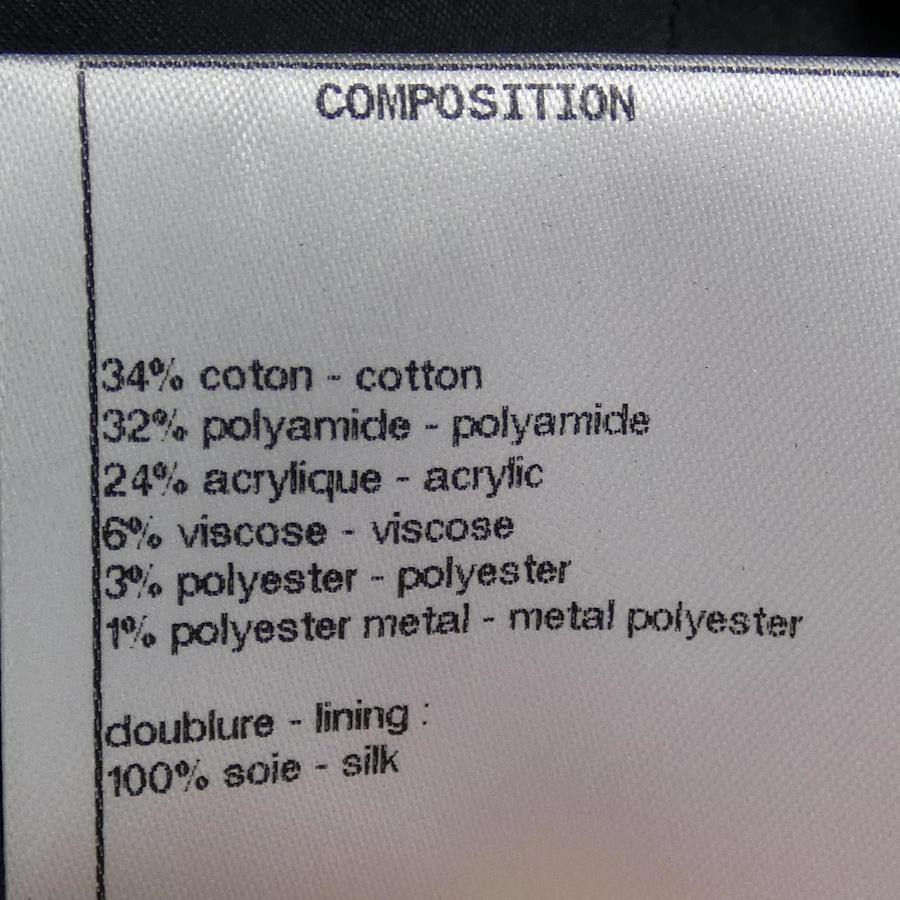 COMPOSITION
34% coton - cotton
32% polyamide - polyamide
24% acrylique - acrylic
6% viscose - viscose
3% polyester - polyester
1% polyester metal - metal polyester
doublure - lining :
100% soie - silk